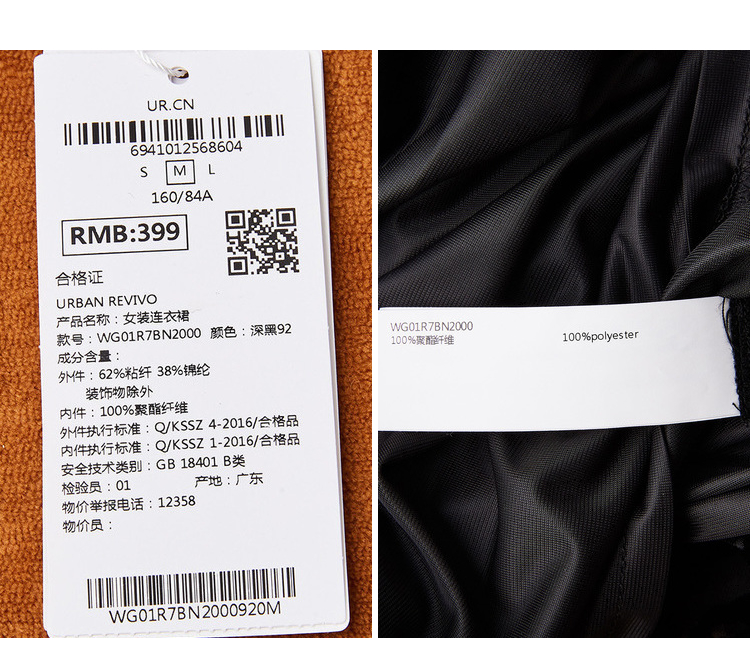 UR.CN
6941012568604
S M L
160/84A
RMB:399
合格证
URBAN REVIVO
产品名称：女装连衣裙
款号：WG01R7BN2000 颜色：深黑92
成分含量：
外件：62%粘纤 38%锦纶
装饰物除外
内件：100%聚酯纤维
外件执行标准：Q/KSSZ 4-2016/合格品
内件执行标准：Q/KSSZ 1-2016/合格品
安全技术类别：GB 18401 B类
检验员：01 产地：广东
物价举报电话：12358
物价员：
WG01R7BN2000920M
WG01R7BN2000
100%聚酯纤维
100%polyester